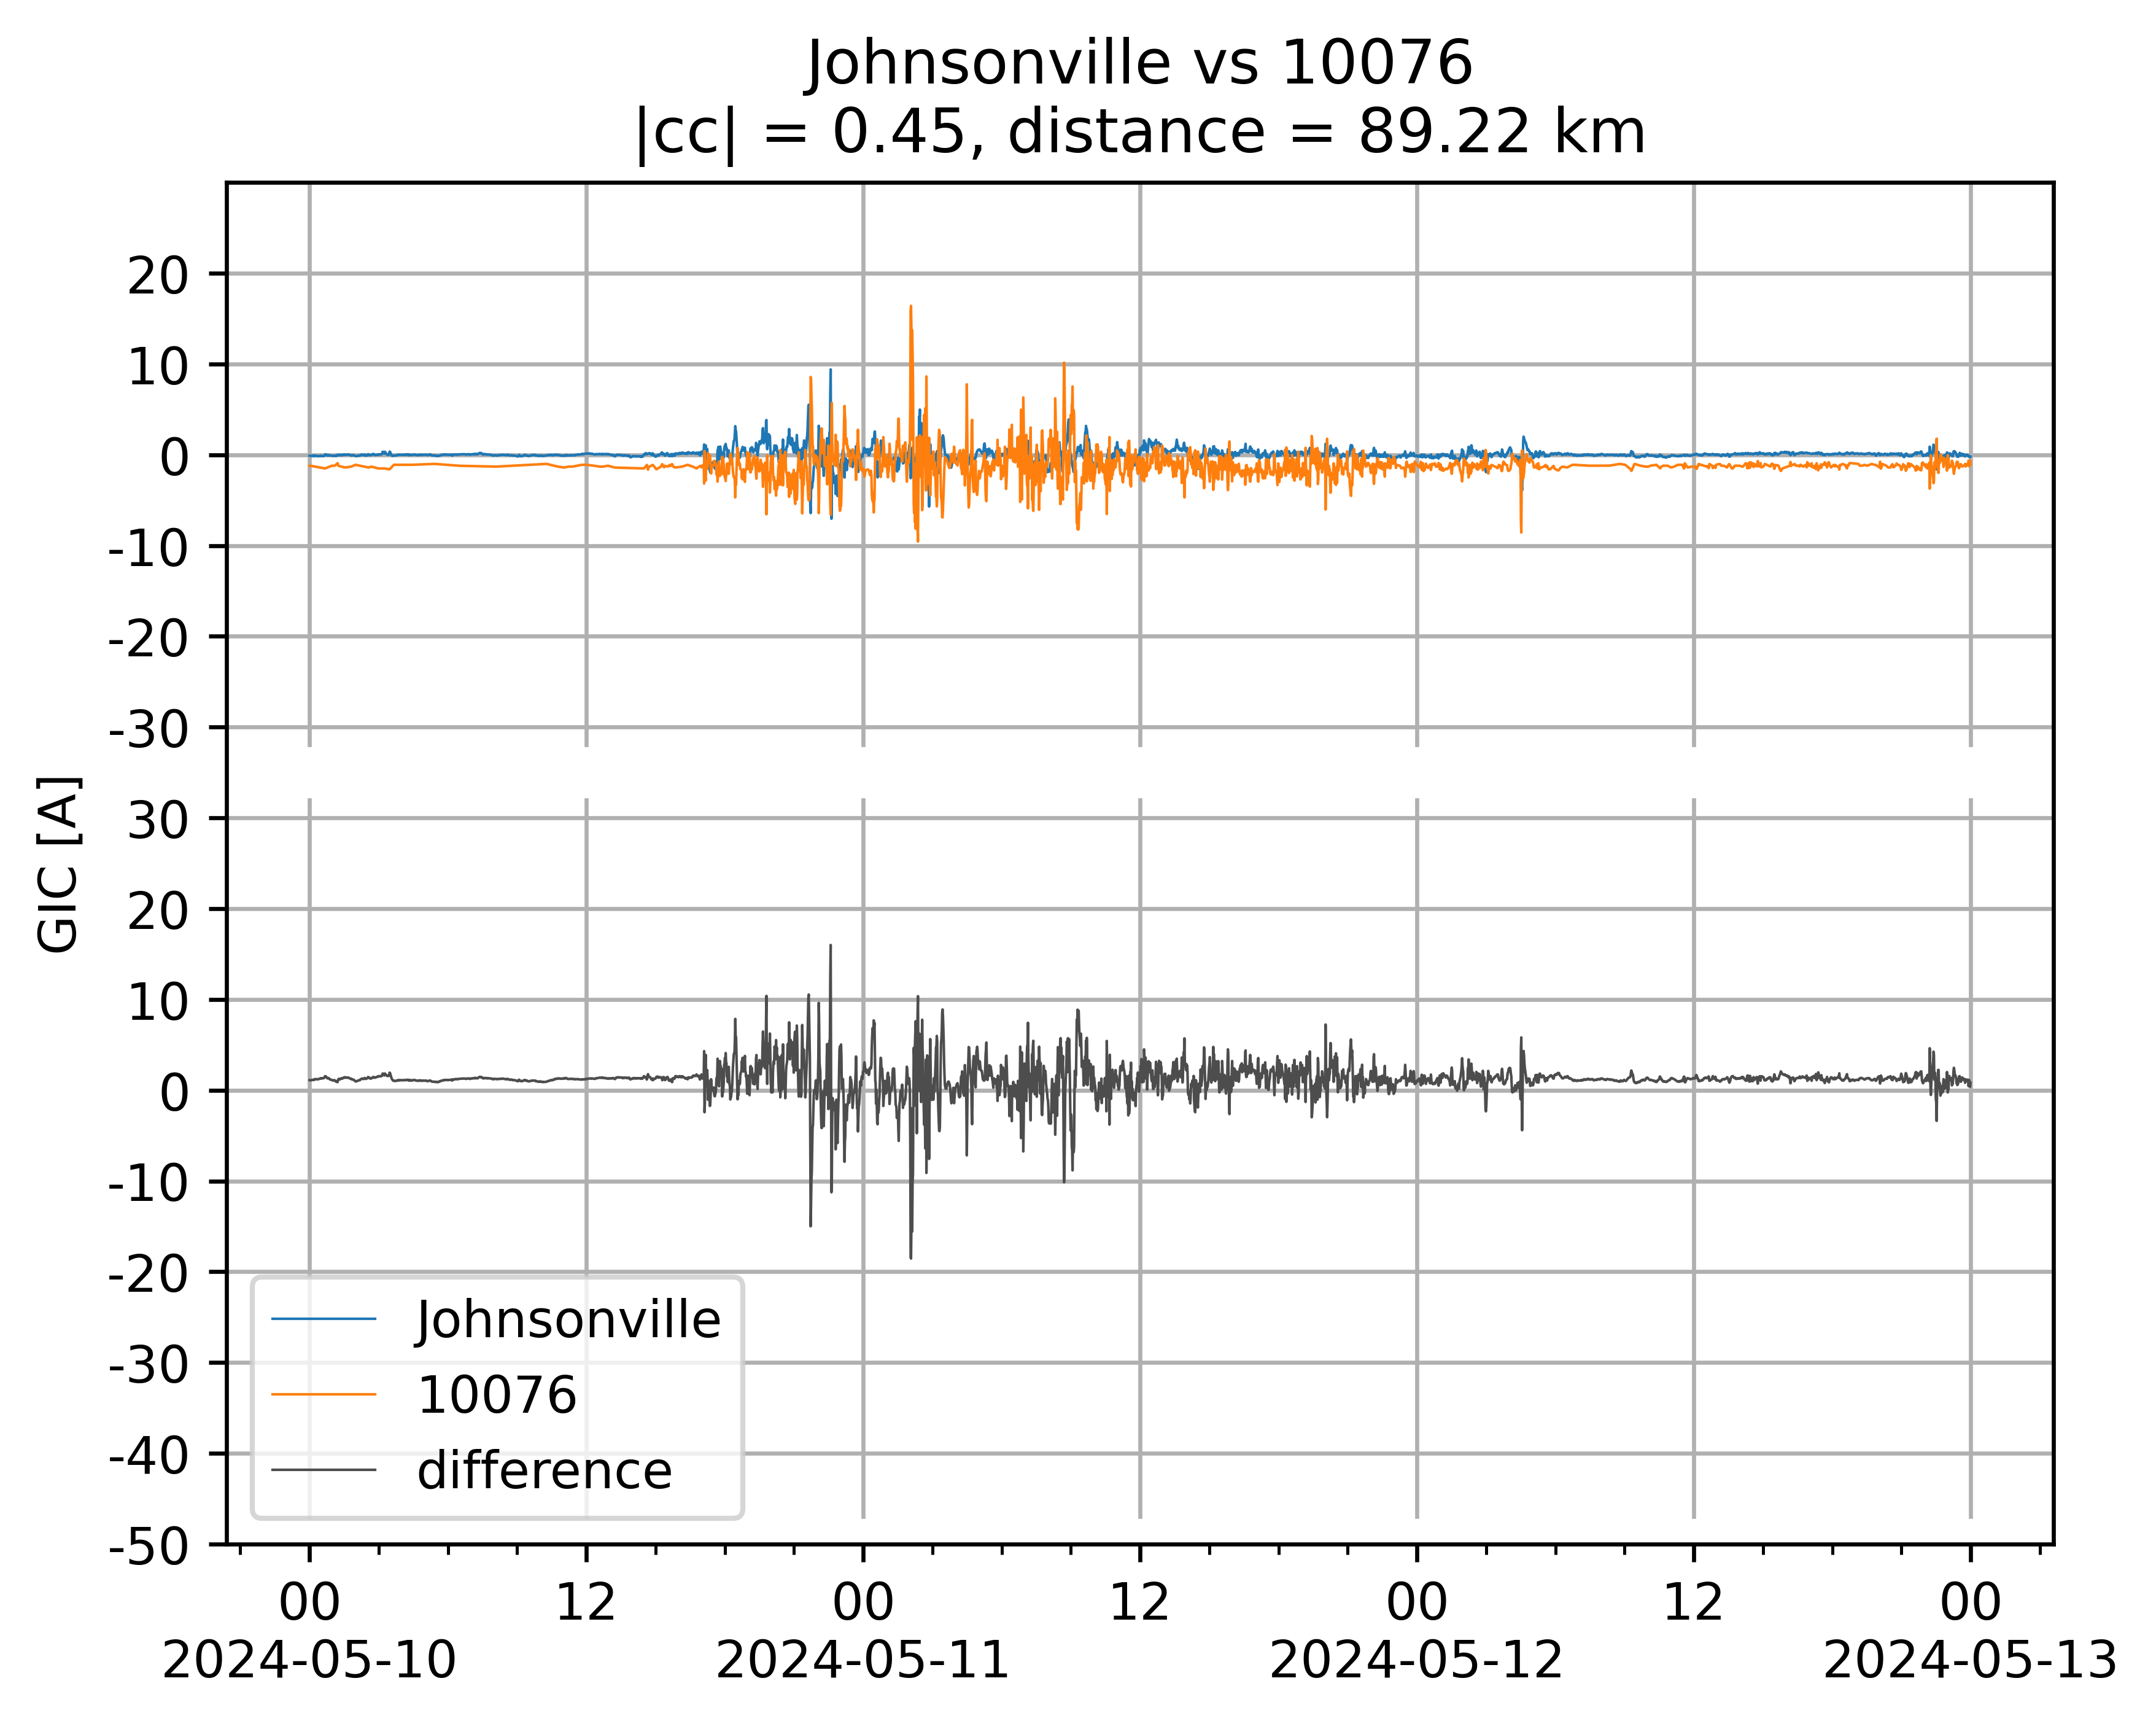 Johnsonville vs 10076
|cc| = 0.45, distance = 89.22 km
20
10
0
-10
-20
-30
30
20
10
0
-10
-20
-30
-40
-50
GIC [A]
Johnsonville
10076
difference
00 12 00 12 00 12 00
2024-05-10 2024-05-11 2024-05-12 2024-05-13